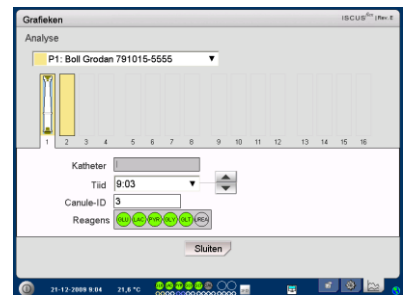 Grafieken ISCUSflex |Rev. E
Analyse
P1: Boll Grodan 791015-5555
1 2 3 4 5 6 7 8 9 10 11 12 13 14 15 16
Katheter
Tijd 9:03
Canule-ID 3
Reagens GLU LAC PYR GLY GLT UREA
Sluiten
21-12-2009 9:04 21,6 °C